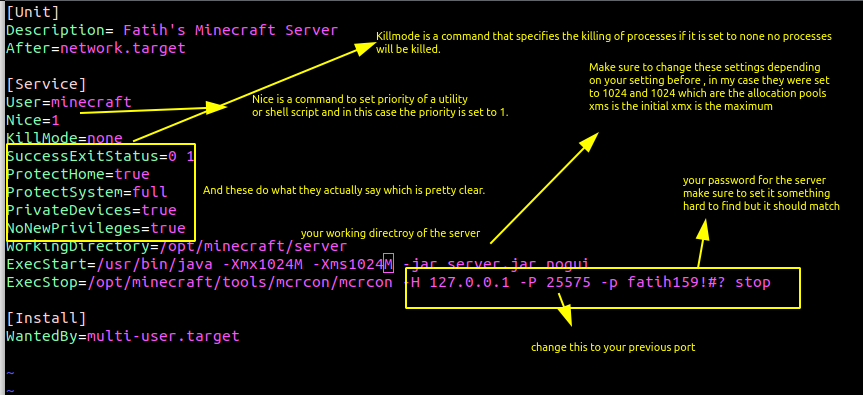 [Unit]
Description= Fatih's Minecraft Server
After=network.target
Killmode is a command that specifies the killing of processes if it is set to none no processes
will be killed.
[Service]
User=minecraft
Nice=1
KillMode=none
SuccessExitStatus=0 1
ProtectHome=true
ProtectSystem=full
PrivateDevices=true
NoNewPrivileges=true
WorkingDirectory=/opt/minecraft/server
ExecStart=/usr/bin/java -Xmx1024M -Xms1024M -jar server.jar nogui
ExecStop=/opt/minecraft/tools/mcrcon/mcrcon -H 127.0.0.1 -P 25575 -p fatih159!#? stop
Make sure to change these settings depending
on your setting before , in my case they were set
to 1024 and 1024 which are the allocation pools
xms is the initial xmx is the maximum
Nice is a command to set priority of a utility
or shell script and in this case the priority is set to 1.
And these do what they actually say which is pretty clear.
your password for the server
make sure to set it something
hard to find but it should match
your working directroy of the server
[Install]
WantedBy=multi-user.target
change this to your previous port
~
~